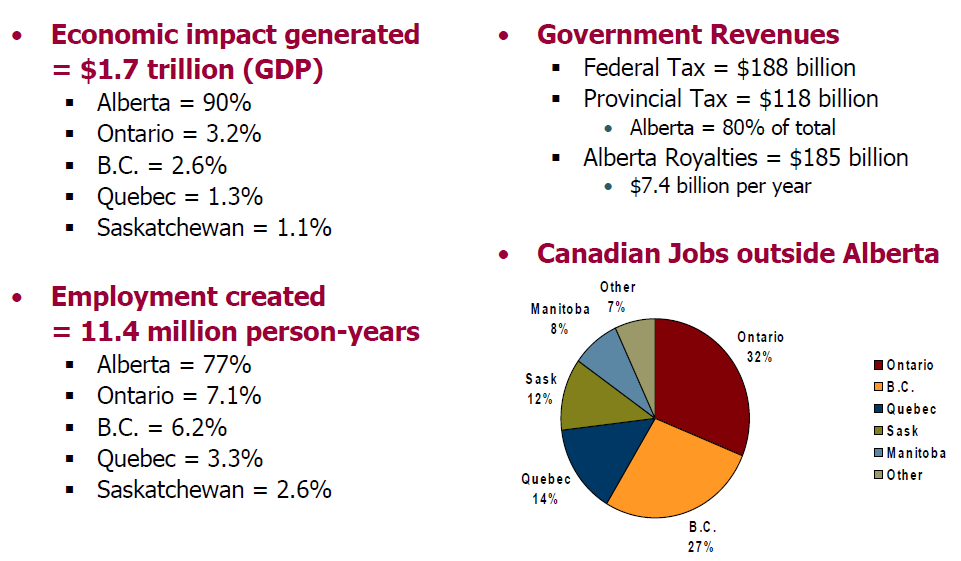 • Economic impact generated
= $1.7 trillion (GDP)
▪ Alberta = 90%
▪ Ontario = 3.2%
▪ B.C. = 2.6%
▪ Quebec = 1.3%
▪ Saskatchewan = 1.1%
• Employment created
= 11.4 million person-years
▪ Alberta = 77%
▪ Ontario = 7.1%
▪ B.C. = 6.2%
▪ Quebec = 3.3%
▪ Saskatchewan = 2.6%
• Government Revenues
▪ Federal Tax = $188 billion
▪ Provincial Tax = $118 billion
• Alberta = 80% of total
▪ Alberta Royalties = $185 billion
• $7.4 billion per year
• Canadian Jobs outside Alberta
Other
7%
Manitoba
8%
Ontario
32%
Sask
12%
Quebec
14%
B.C.
27%
Ontario
B.C.
Quebec
Sask
Manitoba
Other